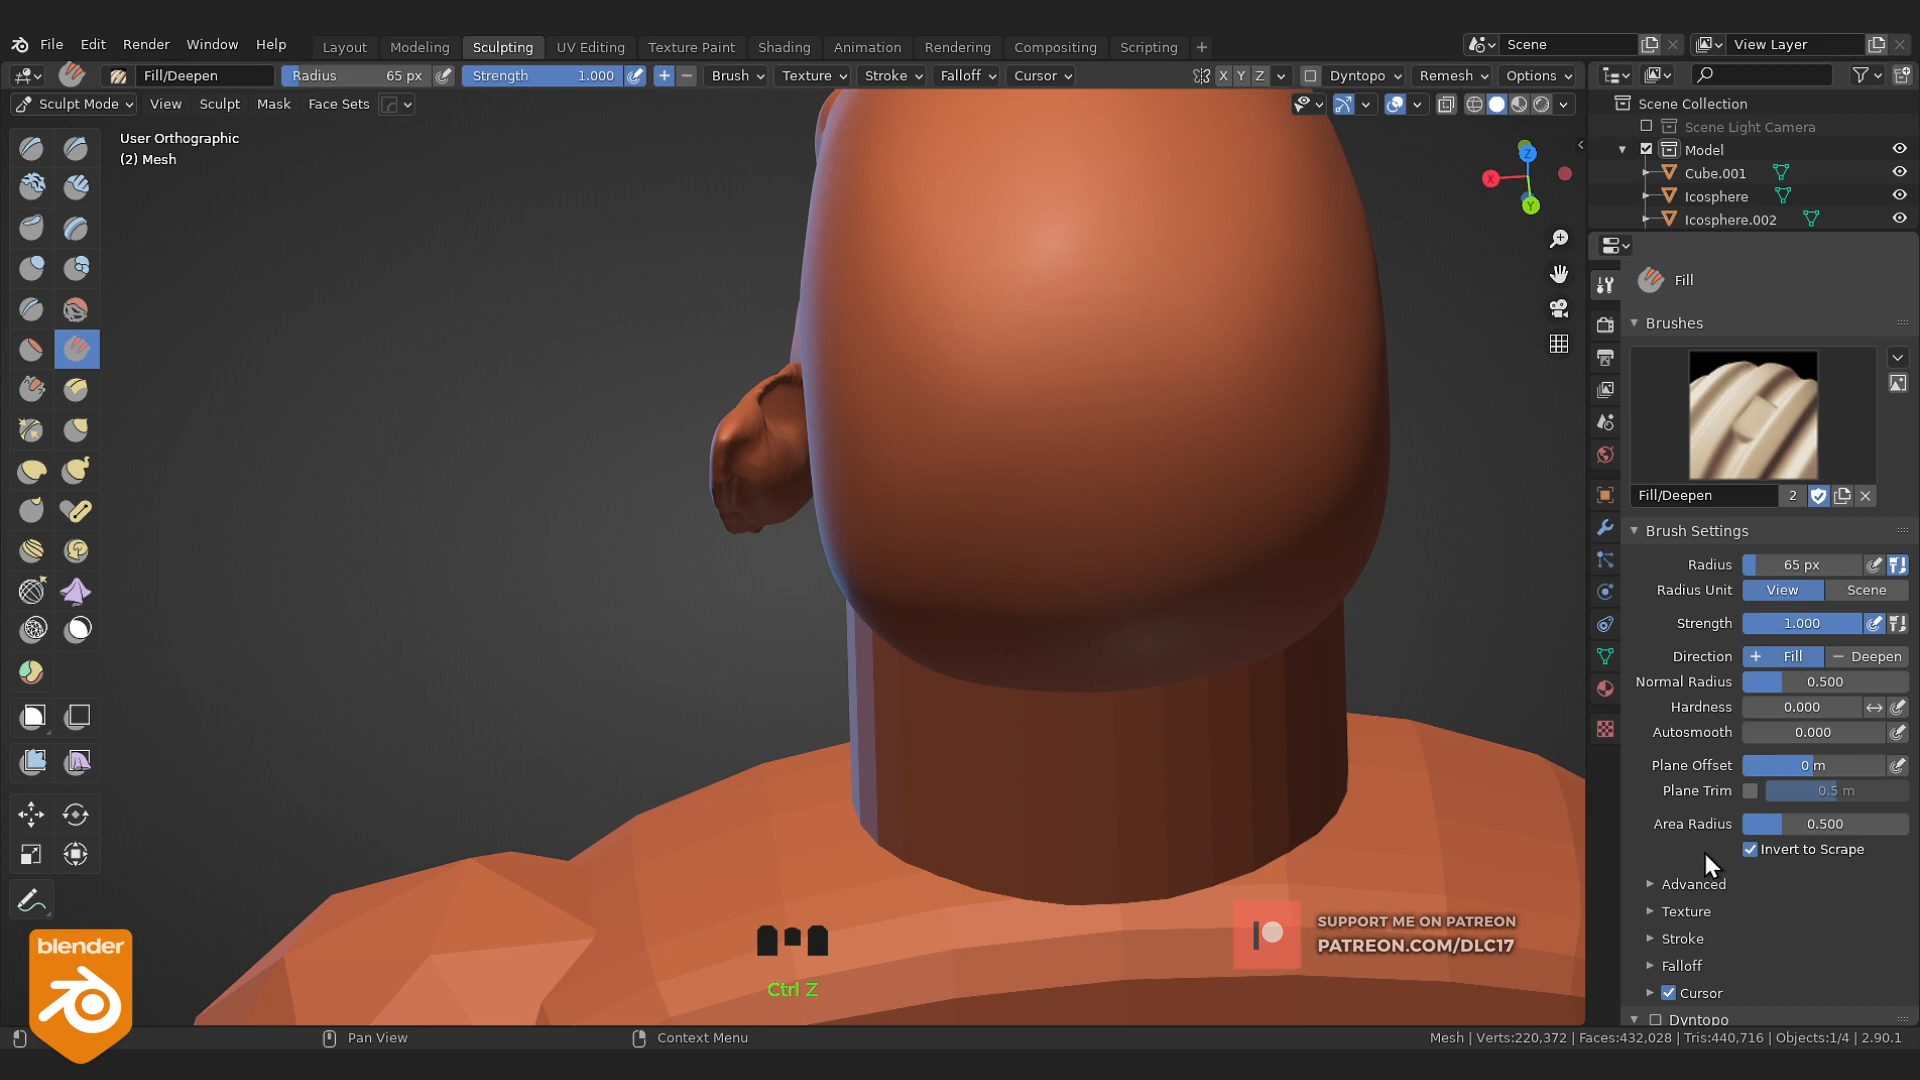 File Edit Render Window Help Layout Modeling Sculpting UV Editing Texture Paint Shading Animation Rendering Compositing Scripting + Scene View Layer
Fill/Deepen Radius 65 px Strength 1.000 Brush Texture Stroke Falloff Cursor X Y Z Dyntopo Remesh Options
Sculpt Mode View Sculpt Mask Face Sets
User Orthographic
(2) Mesh
Z
X
Y
Scene Collection
Scene Light Camera
Model
Cube.001
Icosphere
Icosphere.002
Fill
Brushes
Fill/Deepen 2
Brush Settings
Radius 65 px
Radius Unit View Scene
Strength 1.000
Direction + Fill − Deepen
Normal Radius 0.500
Hardness 0.000
Autosmooth 0.000
Plane Offset 0 m
Plane Trim 0.5 m
Area Radius 0.500
Invert to Scrape
Advanced
Texture
Stroke
Falloff
Cursor
Dyntopo
SUPPORT ME ON PATREON
PATREON.COM/DLC17
Ctrl Z
blender
Pan View Context Menu Mesh | Verts:220,372 | Faces:432,028 | Tris:440,716 | Objects:1/4 | 2.90.1